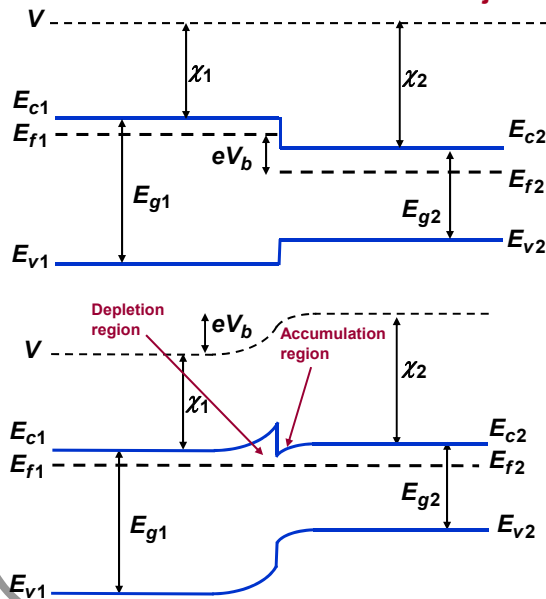 V
χ1
χ2
Ec1
Ef1
eVb
Ec2
Ef2
Eg1
Eg2
Ev1
Ev2
Depletion
region
eVb
Accumulation
region
V
χ1
χ2
Ec1
Ef1
Ec2
Ef2
Eg1
Eg2
Ev1
Ev2